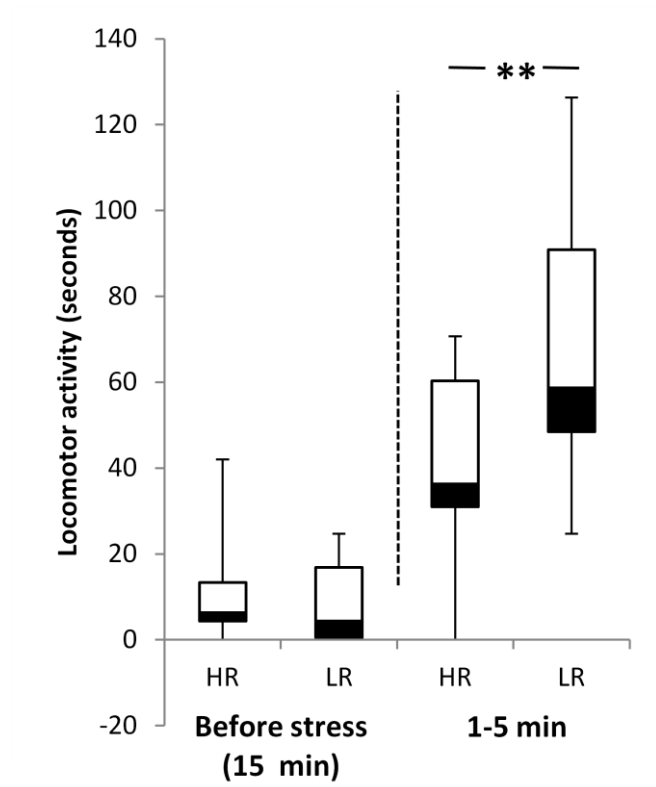 140
120
100
80
60
40
20
0
-20
Locomotor activity (seconds)
**
HR
LR
HR
LR
Before stress
(15 min)
1-5 min